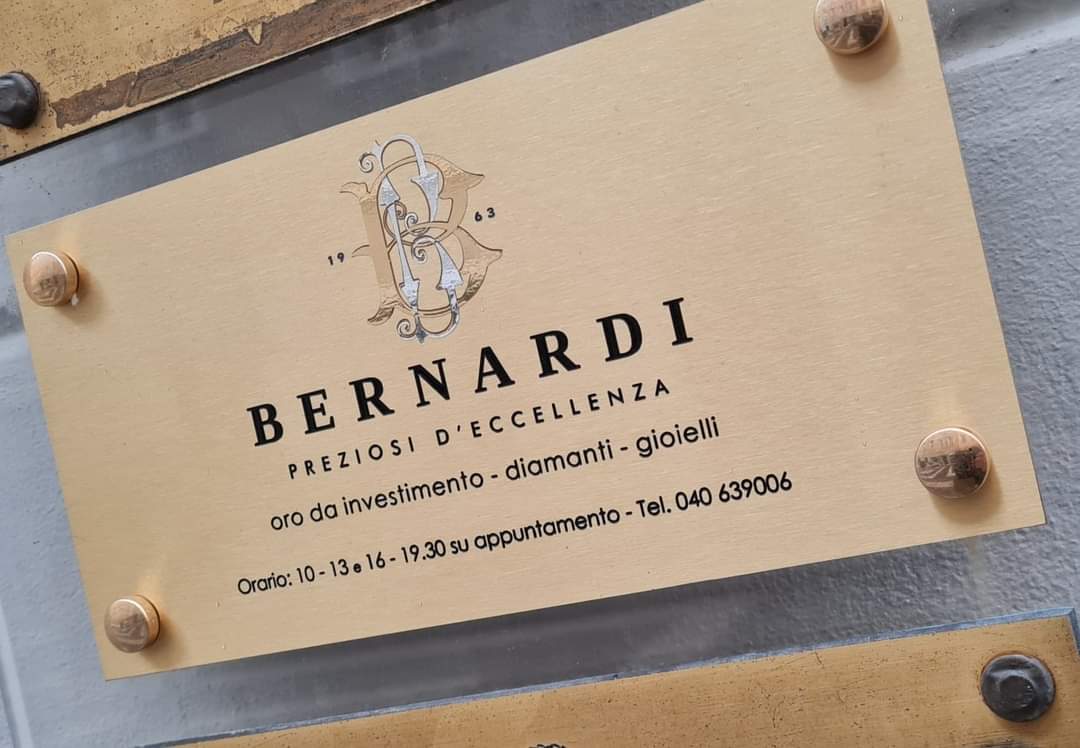 19 63
BERNARDI
PREZIOSI D'ECCELLENZA
oro da investimento - diamanti - gioielli
Orario: 10 - 13 e 16 - 19.30 su appuntamento - Tel. 040 639006